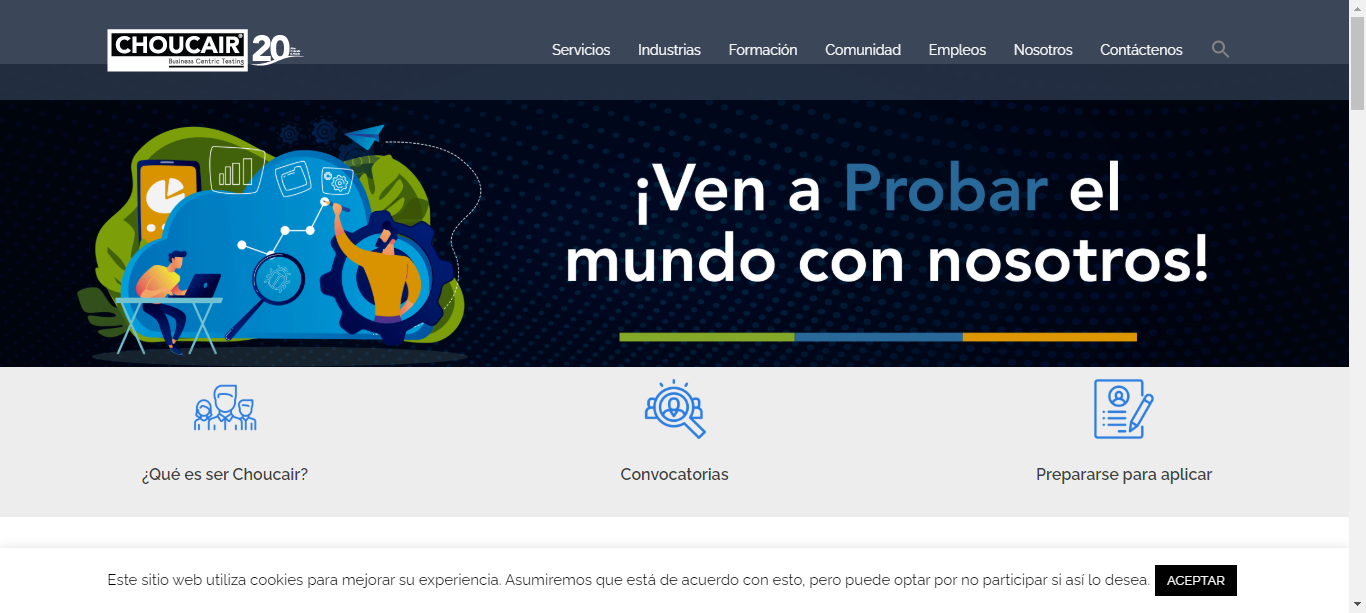 CHOUCAIR®
Business Centric Testing
20
Servicios Industrias Formación Comunidad Empleos Nosotros Contáctenos
¡Ven a Probar el
mundo con nosotros!
¿Qué es ser Choucair? Convocatorias Prepararse para aplicar
Este sitio web utiliza cookies para mejorar su experiencia. Asumiremos que está de acuerdo con esto, pero puede optar por no participar si así lo desea. ACEPTAR